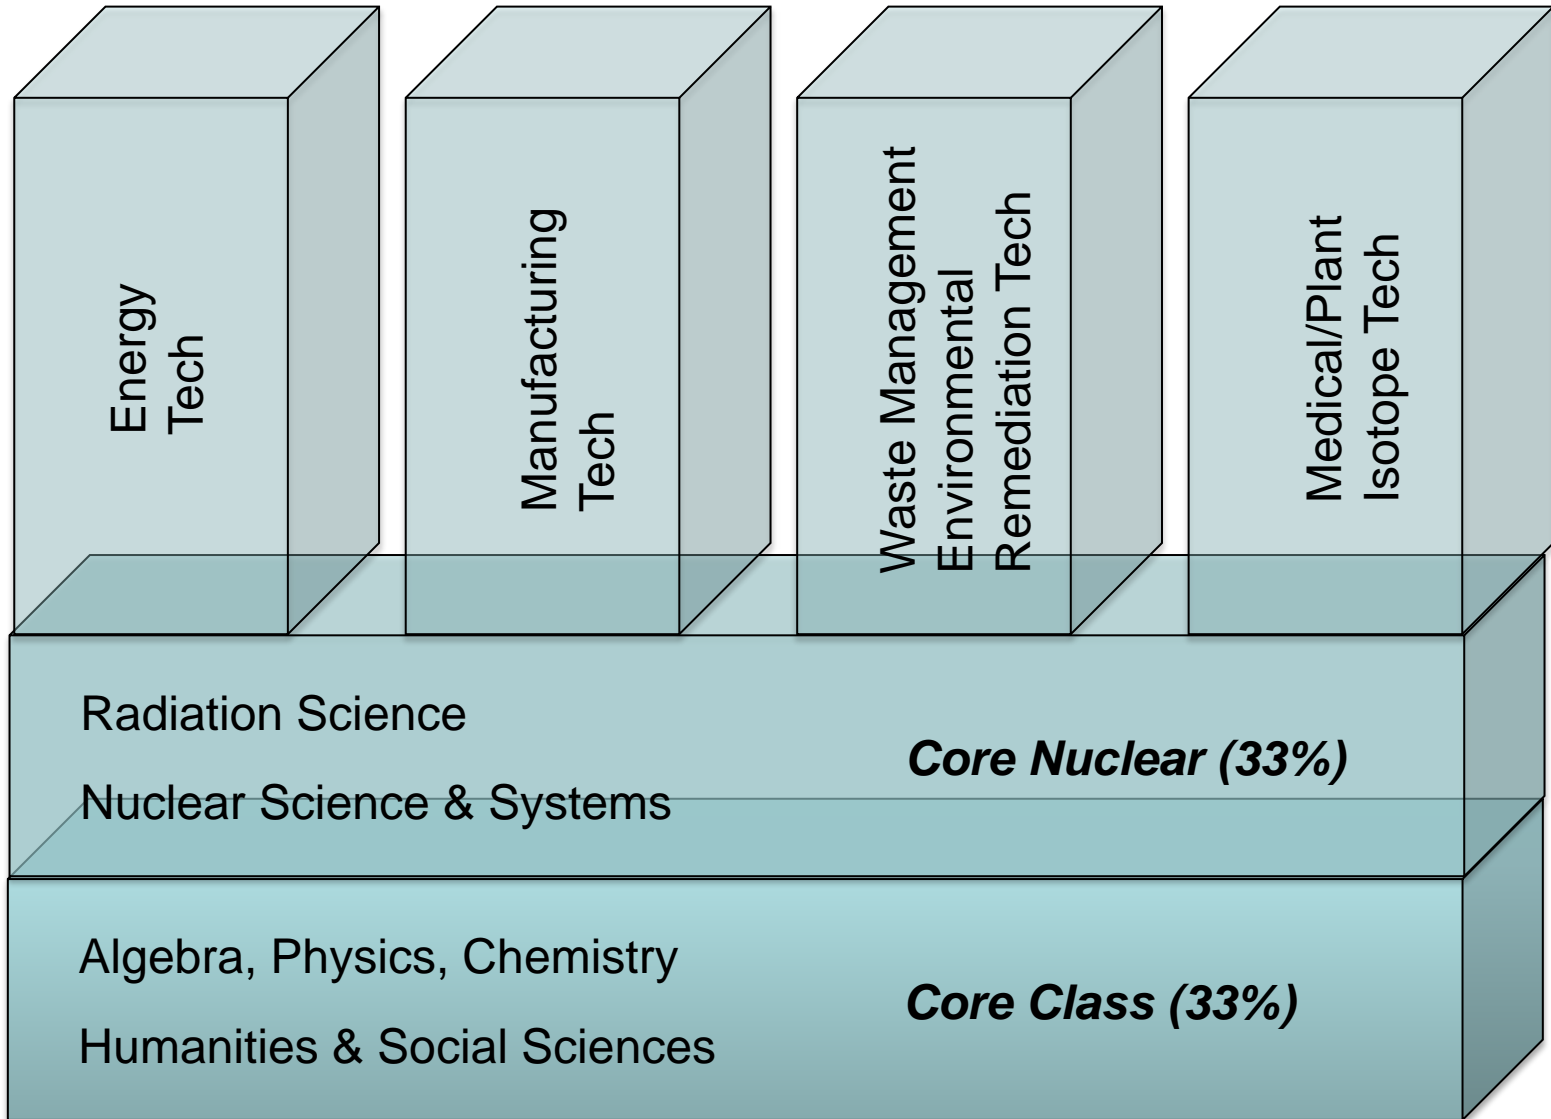 Energy
Tech
Manufacturing
Tech
Waste Management
Environmental
Remediation Tech
Medical/Plant
Isotope Tech
Radiation Science
Nuclear Science & Systems
Core Nuclear (33%)
Algebra, Physics, Chemistry
Humanities & Social Sciences
Core Class (33%)